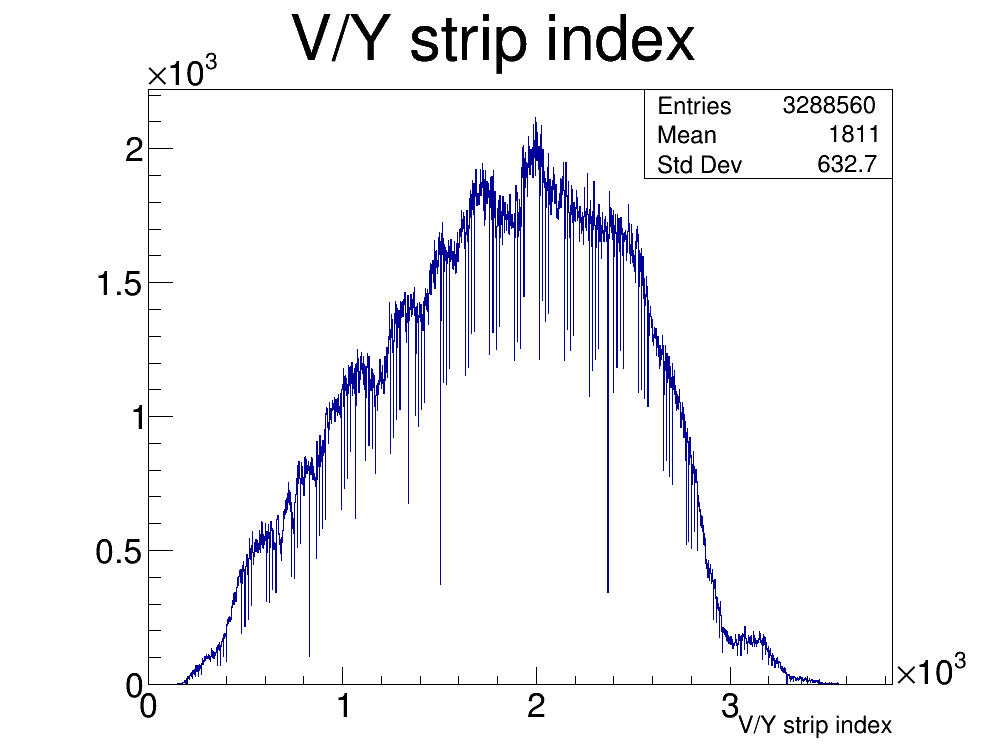 V/Y strip index
×10³
Entries 3288560
Mean 1811
Std Dev 632.7
2
1.5
1
0.5
0
0 1 2 3
×10³
V/Y strip index